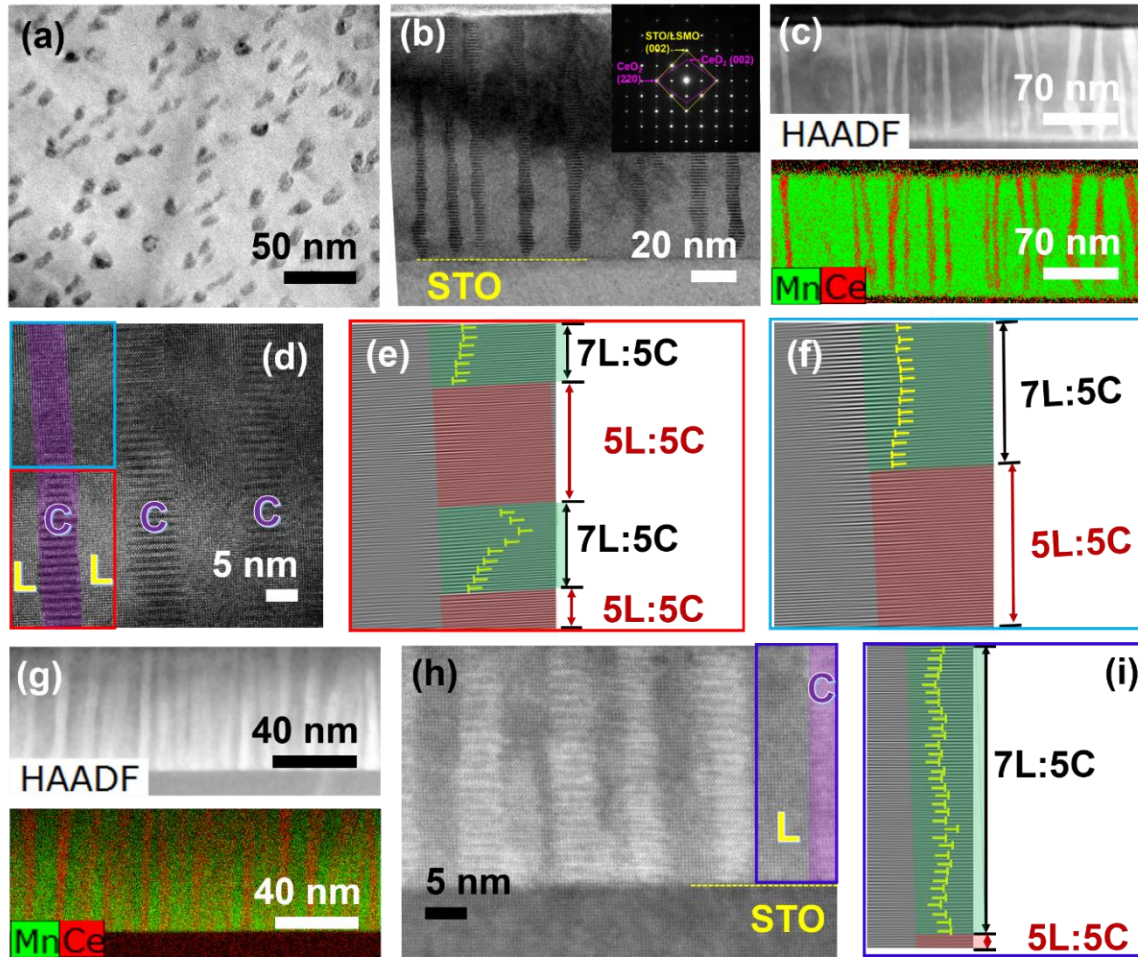 (a)
50 nm
(b)
STO/LSMO
(002)
CeO₂ (002)
CeO₂
(220)
20 nm
STO
(c)
70 nm
HAADF
70 nm
Mn Ce
(d)
C C C
L L
5 nm
(e)
7L:5C
5L:5C
7L:5C
5L:5C
(f)
7L:5C
5L:5C
(g)
40 nm
HAADF
40 nm
Mn Ce
(h)
C
L
5 nm
STO
(i)
7L:5C
5L:5C